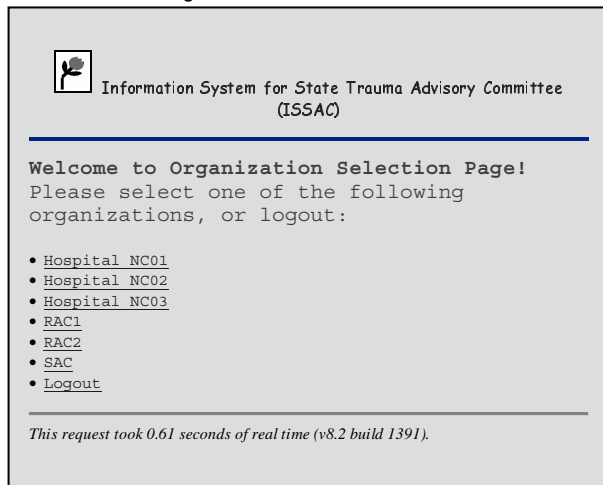 Information System for State Trauma Advisory Committee
(ISSAC)
Welcome to Organization Selection Page!
Please select one of the following
organizations, or logout:
• Hospital NC01
• Hospital NC02
• Hospital NC03
• RAC1
• RAC2
• SAC
• Logout
This request took 0.61 seconds of real time (v8.2 build 1391).